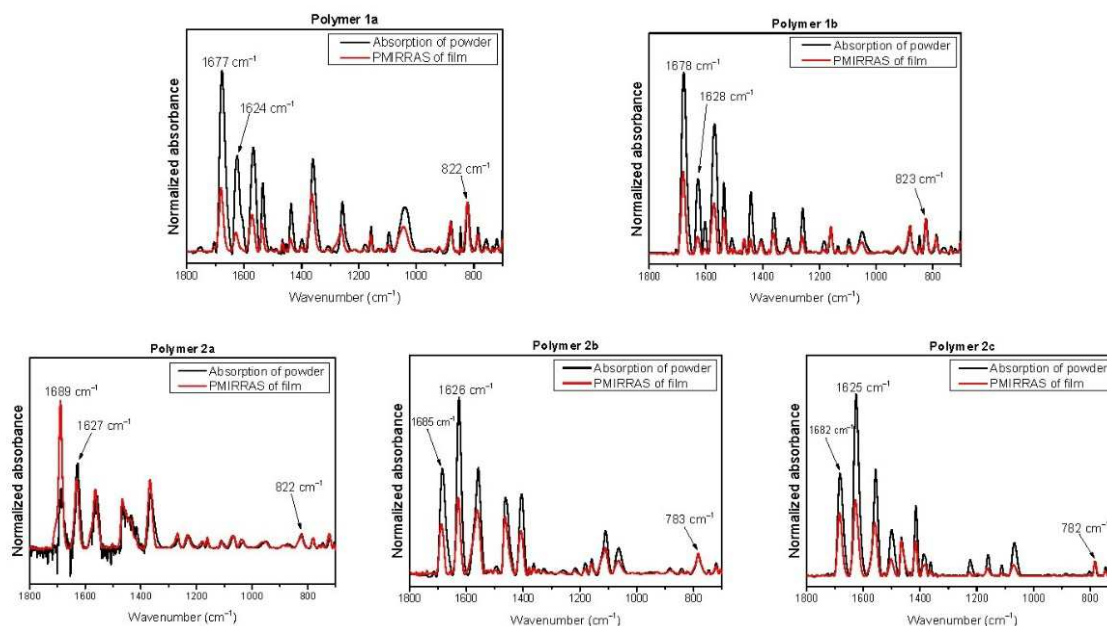 Polymer 1a
Absorption of powder
PMIRRAS of film
1677 cm⁻¹
1624 cm⁻¹
822 cm⁻¹
Normalized absorbance
1800 1600 1400 1200 1000 800
Wavenumber (cm⁻¹)
Polymer 1b
Absorption of powder
PMIRRAS of film
1678 cm⁻¹
1628 cm⁻¹
823 cm⁻¹
Normalized absorbance
1800 1600 1400 1200 1000 800
Wavenumber (cm⁻¹)
Polymer 2a
Absorption of powder
PMIRRAS of film
1689 cm⁻¹
1627 cm⁻¹
822 cm⁻¹
Normalized absorbance
1800 1600 1400 1200 1000 800
Wavenumber (cm⁻¹)
Polymer 2b
Absorption of powder
PMIRRAS of film
1626 cm⁻¹
1685 cm⁻¹
783 cm⁻¹
Normalized absorbance
1800 1600 1400 1200 1000 800
Wavenumber (cm⁻¹)
Polymer 2c
Absorption of powder
PMIRRAS of film
1625 cm⁻¹
1682 cm⁻¹
782 cm⁻¹
Normalized absorbance
1800 1600 1400 1200 1000 800
Wavenumber (cm⁻¹)